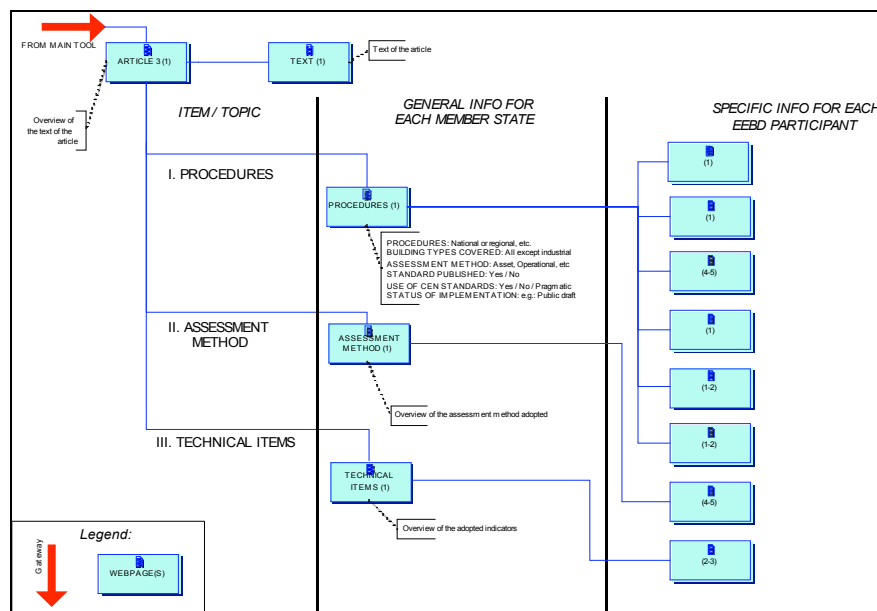 FROM MAIN TOOL
ARTICLE 3 (1)
TEXT (1)
Text of the article
Overview of
the text of the
article
ITEM / TOPIC
GENERAL INFO FOR
EACH MEMBER STATE
SPECIFIC INFO FOR EACH
EEBD PARTICIPANT
(1)
I. PROCEDURES
PROCEDURES (1)
(1)
PROCEDURES: National or regional, etc.
BUILDING TYPES COVERED: All except industrial
ASSESSMENT METHOD: Asset, Operational, etc
STANDARD PUBLISHED: Yes / No
USE OF CEN STANDARDS: Yes / No / Pragmatic
STATUS OF IMPLEMENTATION: e.g.: Public draft
(4-5)
(1)
II. ASSESSMENT
METHOD
ASSESSMENT
METHOD (1)
(1-2)
Overview of the assessment method adopted
(1-2)
III. TECHNICAL ITEMS
TECHNICAL
ITEMS (1)
(4-5)
Overview of the adopted indicators
(2-3)
Legend:
Gateway
WEBPAGE(S)